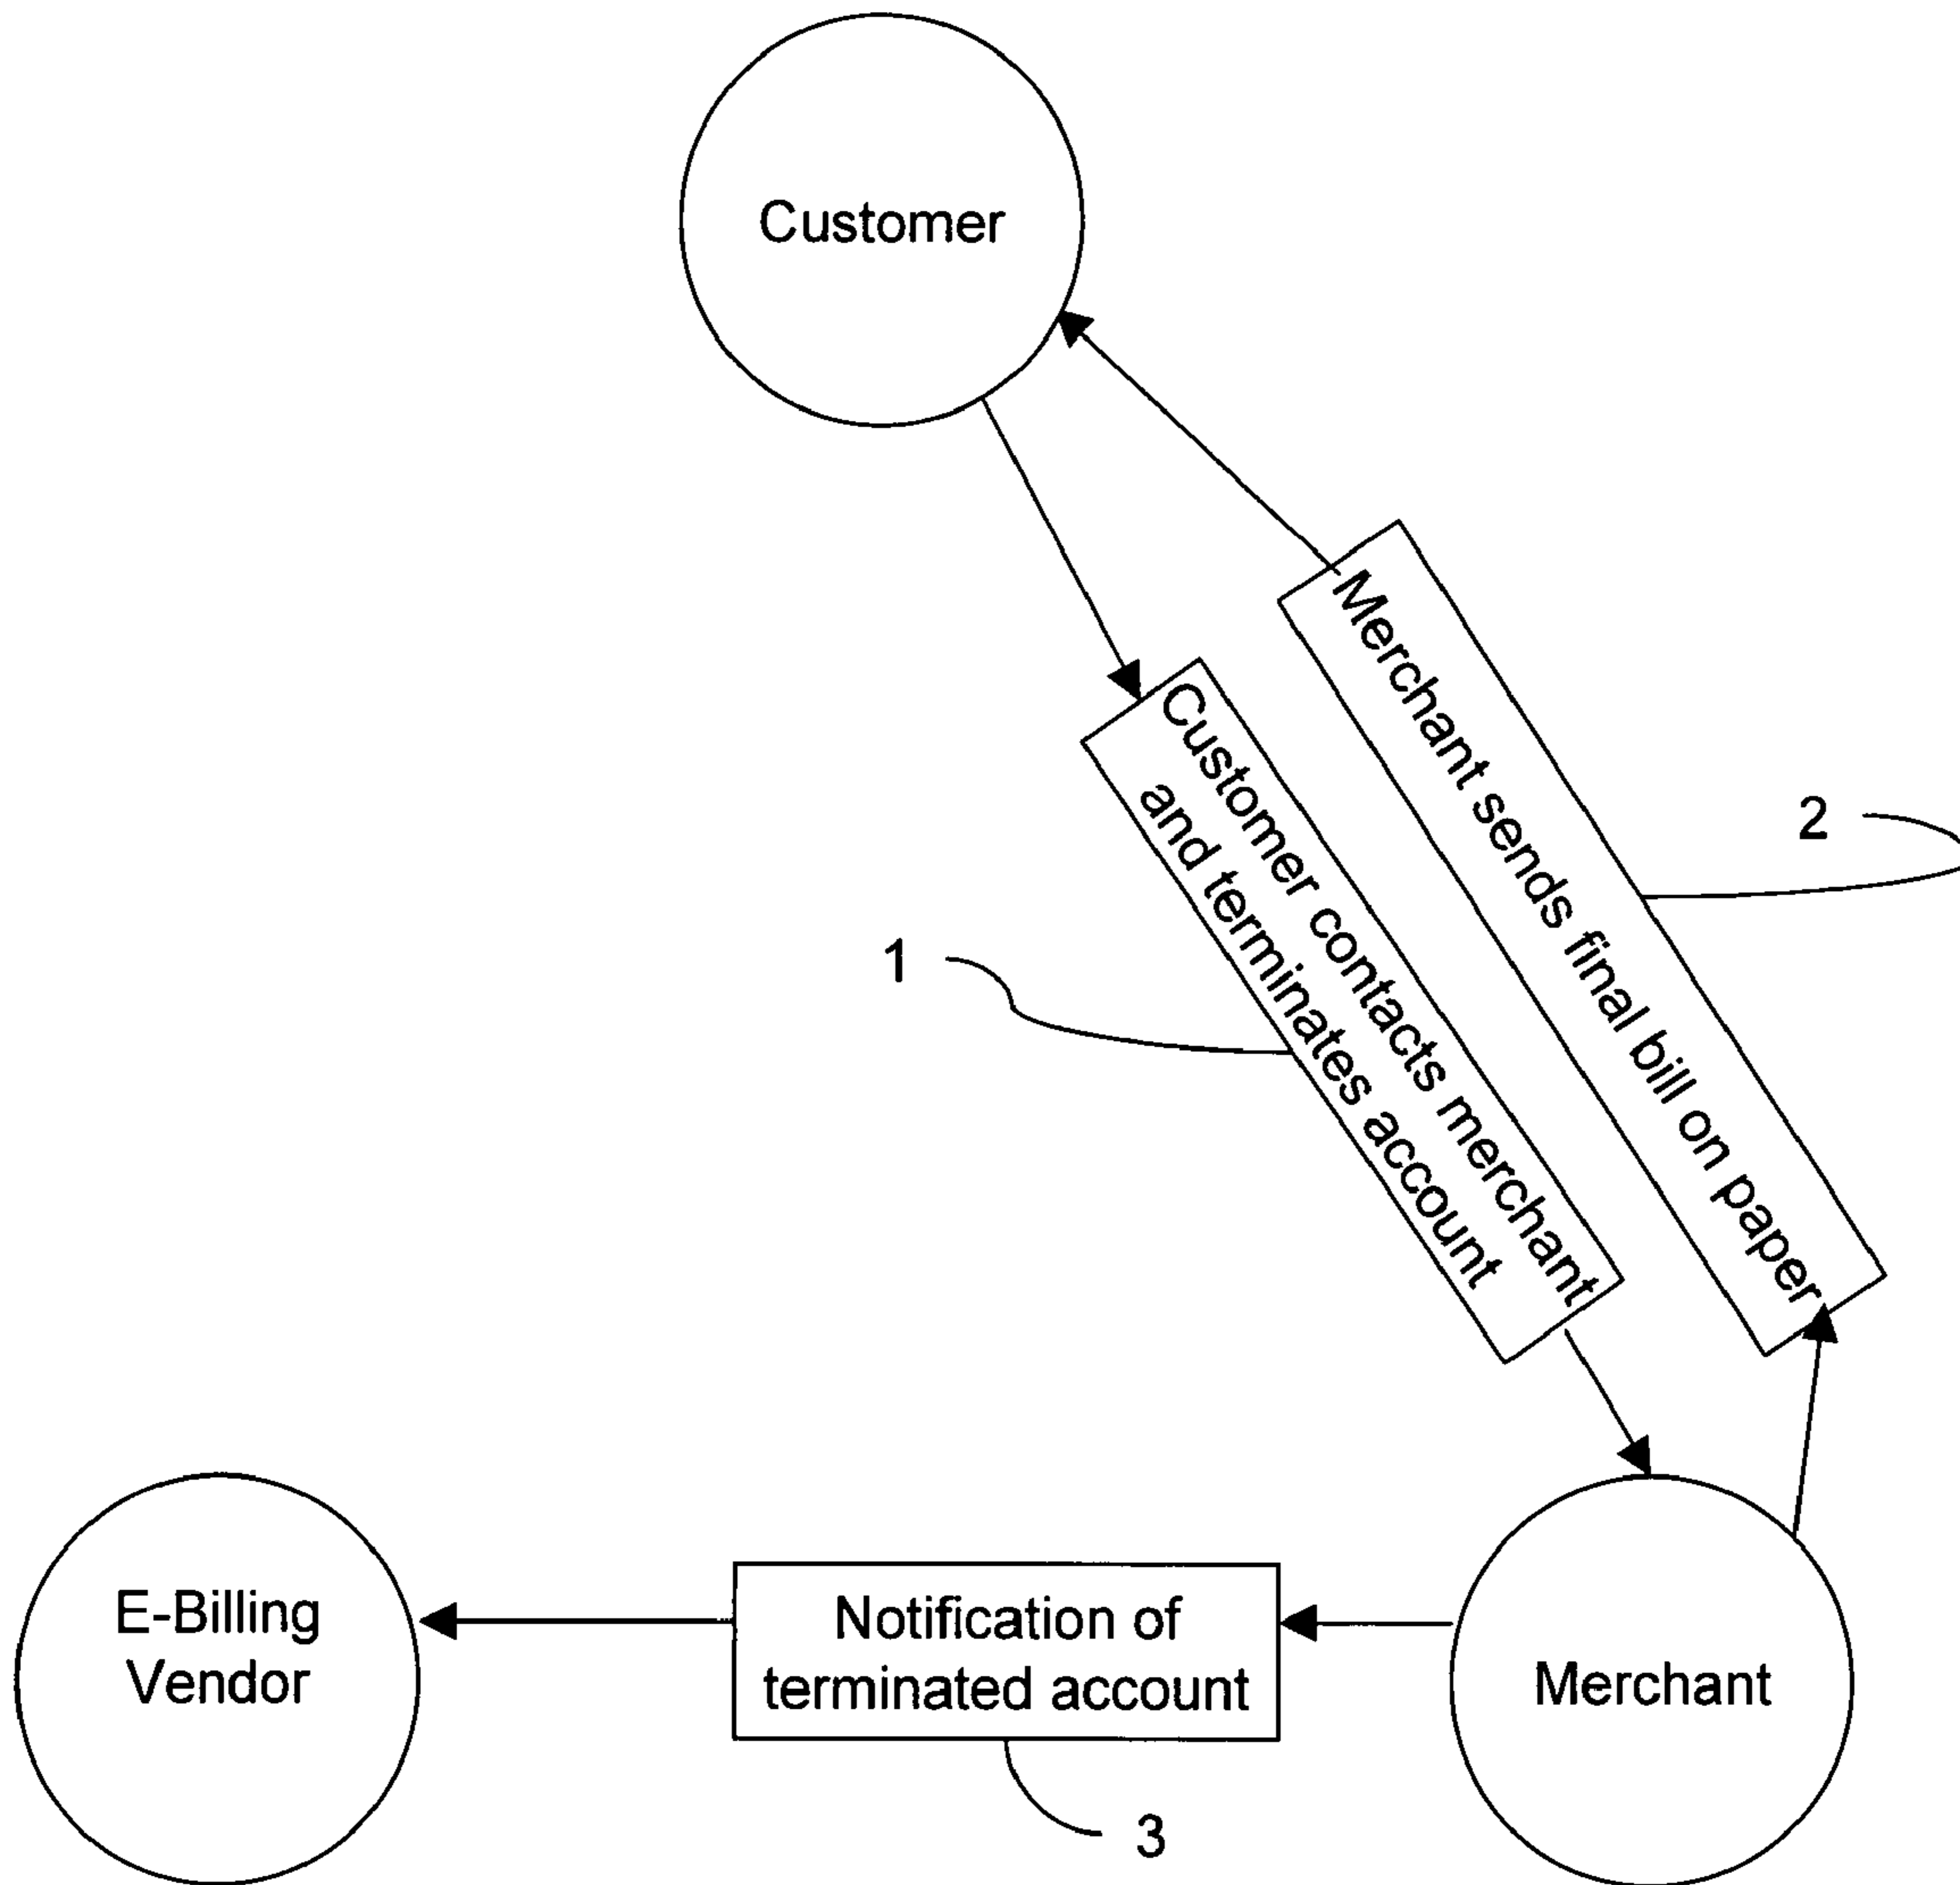 Customer
Merchant sends final bill on paper
Customer contacts merchant
and terminates account
2
1
E-Billing
Vendor
Notification of
terminated account
Merchant
3